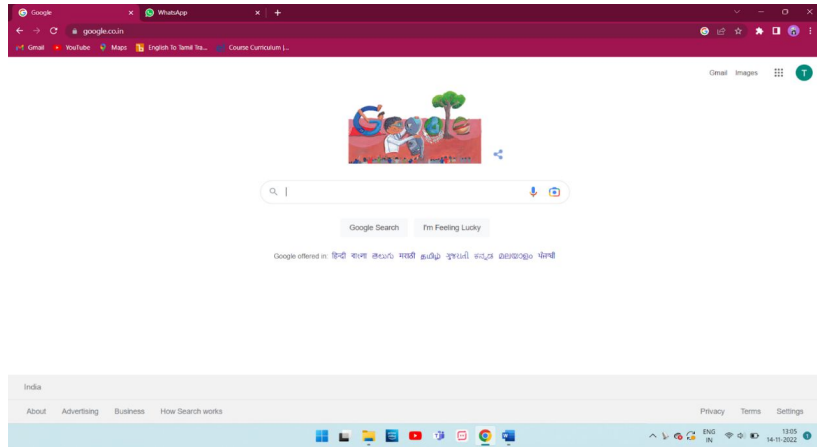 Google
WhatsApp
google.co.in
Gmail YouTube Maps English To Tamil Tra... Course Curriculum |...
Gmail Images T
Google
Google Search I'm Feeling Lucky
Google offered in: हिन्दी বাংলা తెలుగు मराठी தமிழ் ગુજરાતી ಕನ್ನಡ മലയാളം ਪੰਜਾਬੀ
India
About Advertising Business How Search works Privacy Terms Settings
ENG 13:05
IN 14-11-2022 1